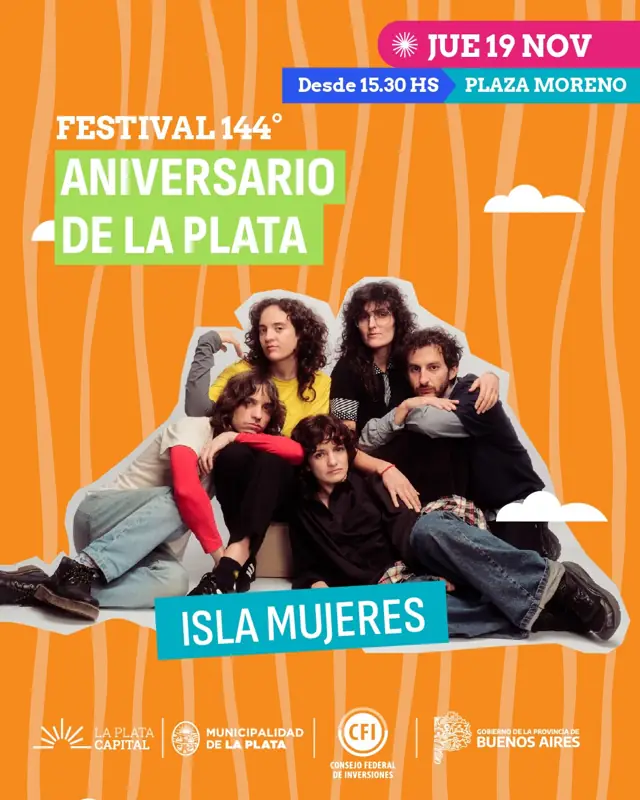 JUE 19 NOV
Desde 15.30 HS
PLAZA MORENO
FESTIVAL 144°
ANIVERSARIO
DE LA PLATA
ISLA MUJERES
LA PLATA
CAPITAL
MUNICIPALIDAD
DE LA PLATA
CFI
CONSEJO FEDERAL
DE INVERSIONES
GOBIERNO DE LA PROVINCIA DE
BUENOS AIRES